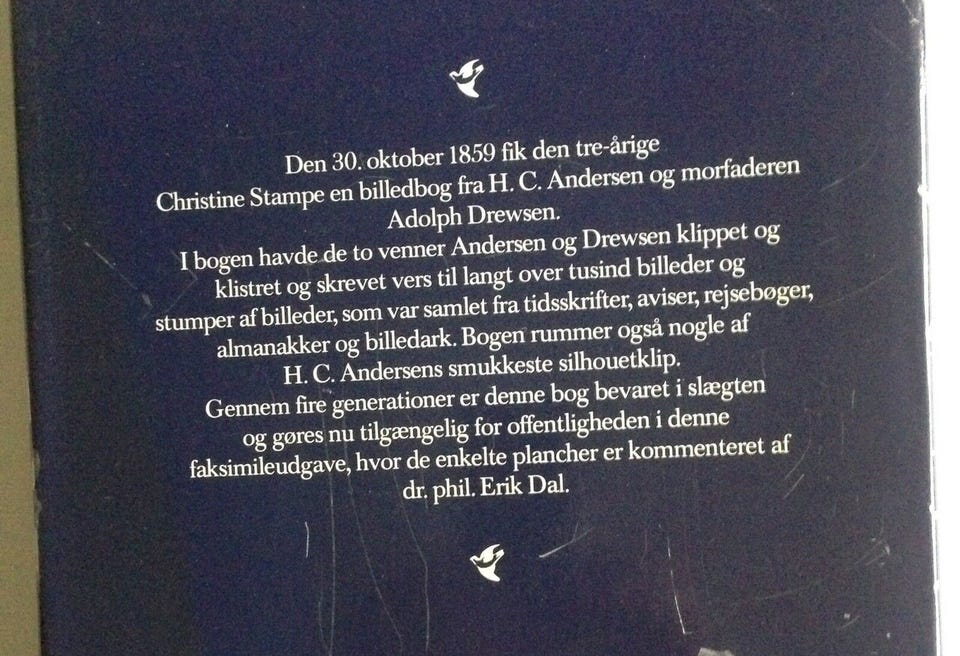 Den 30. oktober 1859 fik den tre-årige
Christine Stampe en billedbog fra H. C. Andersen og morfaderen
Adolph Drewsen.
I bogen havde de to venner Andersen og Drewsen klippet og
klistret og skrevet vers til langt over tusind billeder og
stumper af billeder, som var samlet fra tidsskrifter, aviser, rejsebøger,
almanakker og billedark. Bogen rummer også nogle af
H. C. Andersens smukkeste silhouetklip.
Gennem fire generationer er denne bog bevaret i slægten
og gøres nu tilgængelig for offentligheden i denne
faksimileudgave, hvor de enkelte plancher er kommenteret af
dr. phil. Erik Dal.